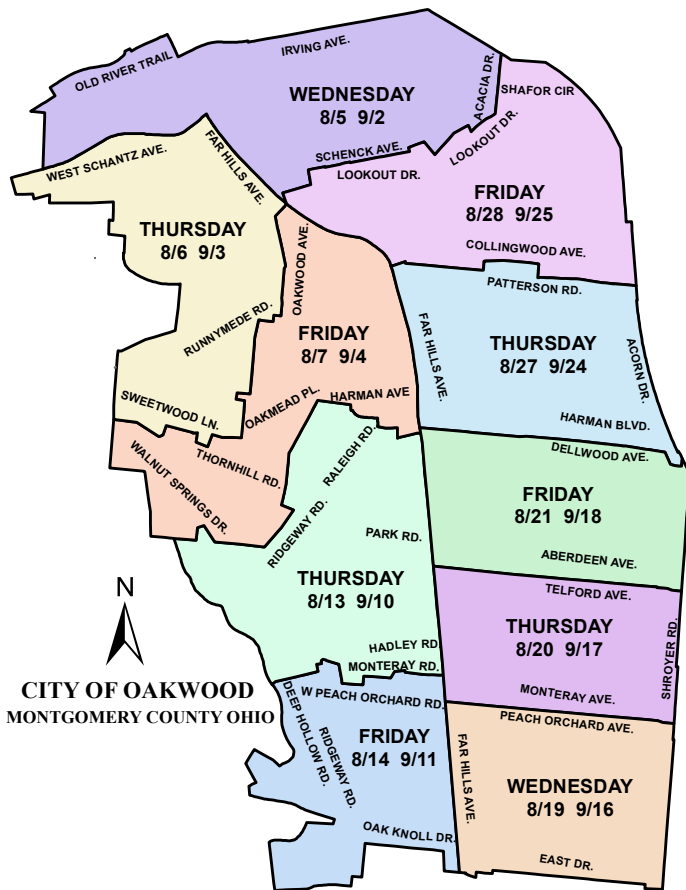 OLD RIVER TRAIL
IRVING AVE.
ACACIA DR.
WEDNESDAY
8/5 9/2
SCHENCK AVE.
SHAFOR CIR
LOOKOUT DR.
LOOKOUT DR.
FRIDAY
8/28 9/25
COLLINGWOOD AVE.
WEST SCHANTZ AVE.
FAR HILLS AVE.
THURSDAY
8/6 9/3
RUNNYMEDE RD.
SWEETWOOD LN.
OAKWOOD AVE.
FRIDAY
8/7 9/4
OAKMEAD PL.
HARMAN AVE
THORNHILL RD.
WALNUT SPRINGS DR.
PATTERSON RD.
FAR HILLS AVE.
THURSDAY
8/27 9/24
ACORN DR.
HARMAN BLVD.
DELLWOOD AVE.
FRIDAY
8/21 9/18
ABERDEEN AVE.
RALEIGH RD.
RIDGEWAY RD.
PARK RD.
THURSDAY
8/13 9/10
HADLEY RD.
MONTERAY RD.
TELFORD AVE.
THURSDAY
8/20 9/17
SHROYER RD.
MONTERAY AVE.
N
CITY OF OAKWOOD
MONTGOMERY COUNTY OHIO
W PEACH ORCHARD RD.
DEEP HOLLOW RD.
RIDGEWAY RD.
FRIDAY
8/14 9/11
OAK KNOLL DR.
FAR HILLS AVE.
PEACH ORCHARD AVE.
WEDNESDAY
8/19 9/16
EAST DR.